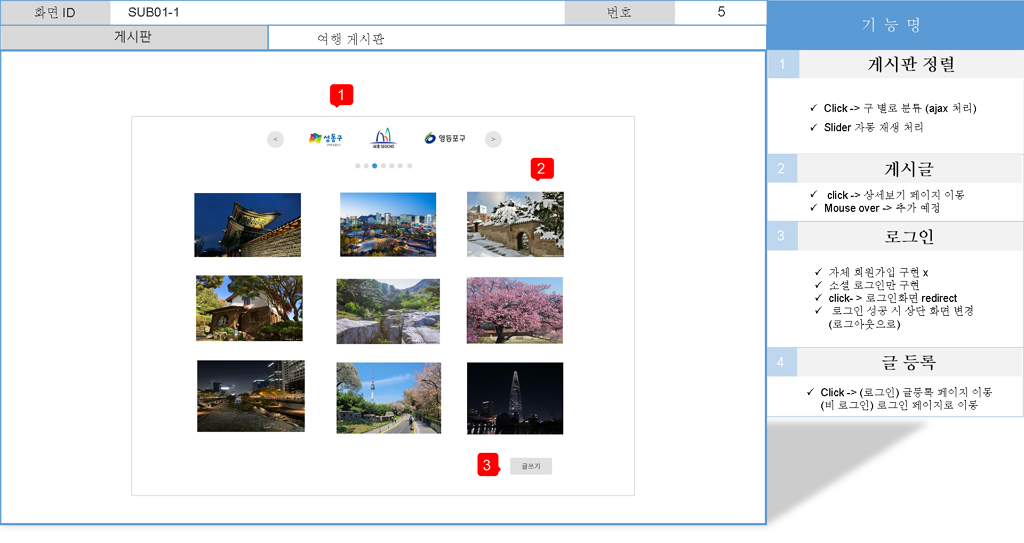 화면 ID
SUB01-1
번호
5
게시판
여행 게시판
기 능 명
1
게시판 정렬
✓ Click -> 구 별로 분류 (ajax 처리)
✓ Slider 자동 재생 처리
2
게시글
✓ click -> 상세보기 페이지 이동
✓ Mouse over -> 추가 예정
3
로그인
✓ 자체 회원가입 구현 x
✓ 소셜 로그인만 구현
✓ click- > 로그인화면 redirect
✓ 로그인 성공 시 상단 화면 변경
(로그아웃으로)
4
글 등록
✓ Click -> (로그인) 글등록 페이지 이동
(비 로그인) 로그인 페이지로 이동
1
<
성동구
서초 SEOCHO
영등포구
>
2
3
글쓰기